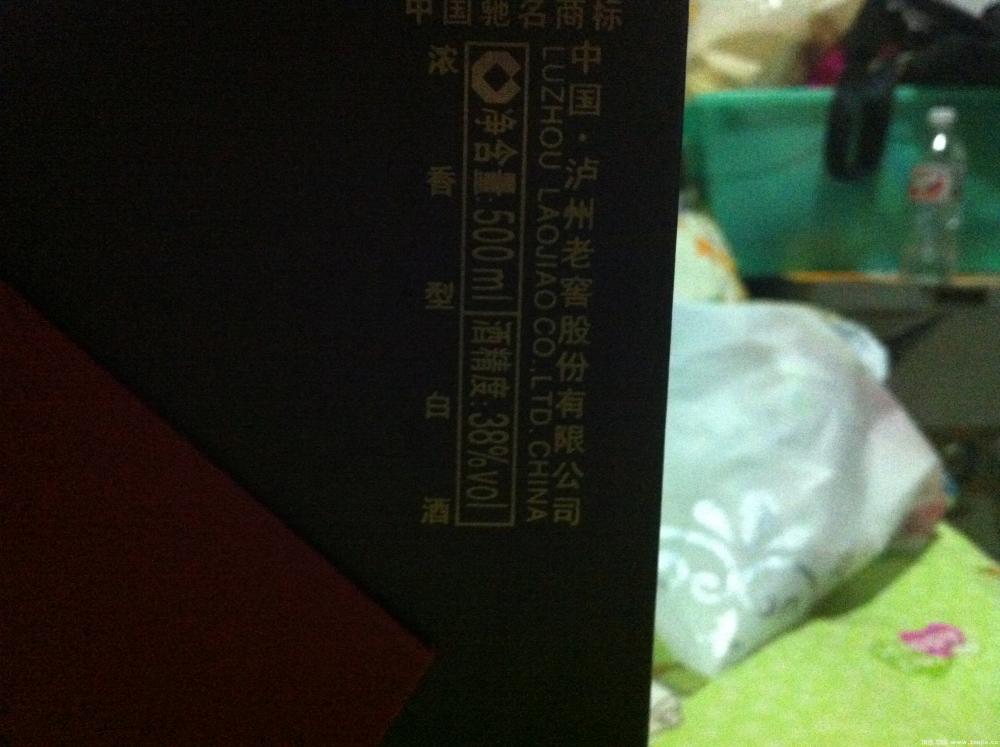 中国驰名商标
中国·泸州老窖股份有限公司
LUZHOU LAOJIAO CO.,LTD.CHINA
净含量:500ml 酒精度:38%vol
浓香型白酒